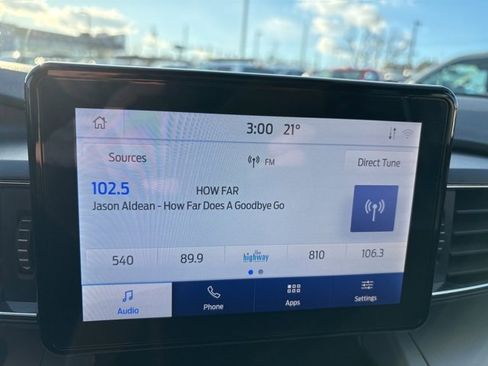 3:00 21°
Sources FM Direct Tune
102.5 HOW FAR
Jason Aldean - How Far Does A Goodbye Go
540 89.9 the highway 810 106.3
Audio Phone Apps Settings